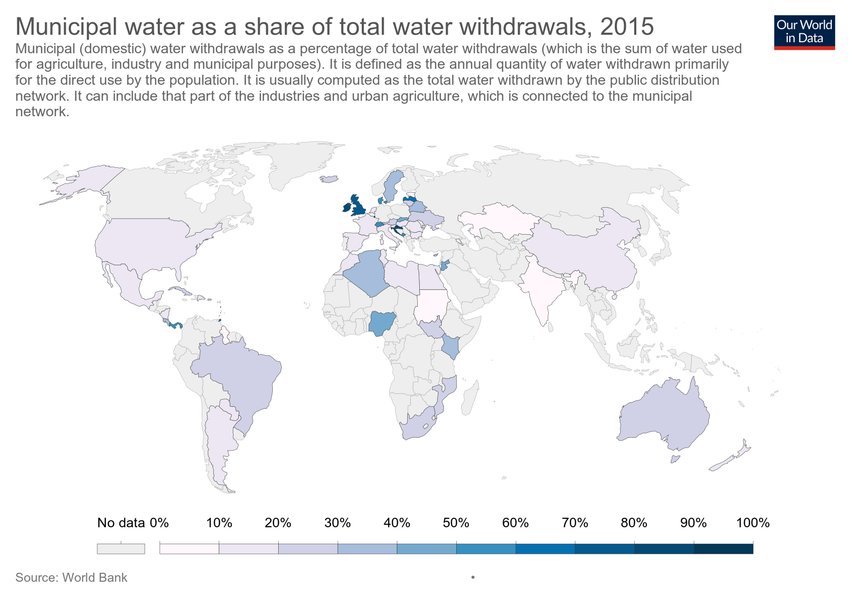 Municipal water as a share of total water withdrawals, 2015
Our World
in Data
Municipal (domestic) water withdrawals as a percentage of total water withdrawals (which is the sum of water used
for agriculture, industry and municipal purposes). It is defined as the annual quantity of water withdrawn primarily
for the direct use by the population. It is usually computed as the total water withdrawn by the public distribution
network. It can include that part of the industries and urban agriculture, which is connected to the municipal
network.
No data 0% 10% 20% 30% 40% 50% 60% 70% 80% 90% 100%
Source: World Bank